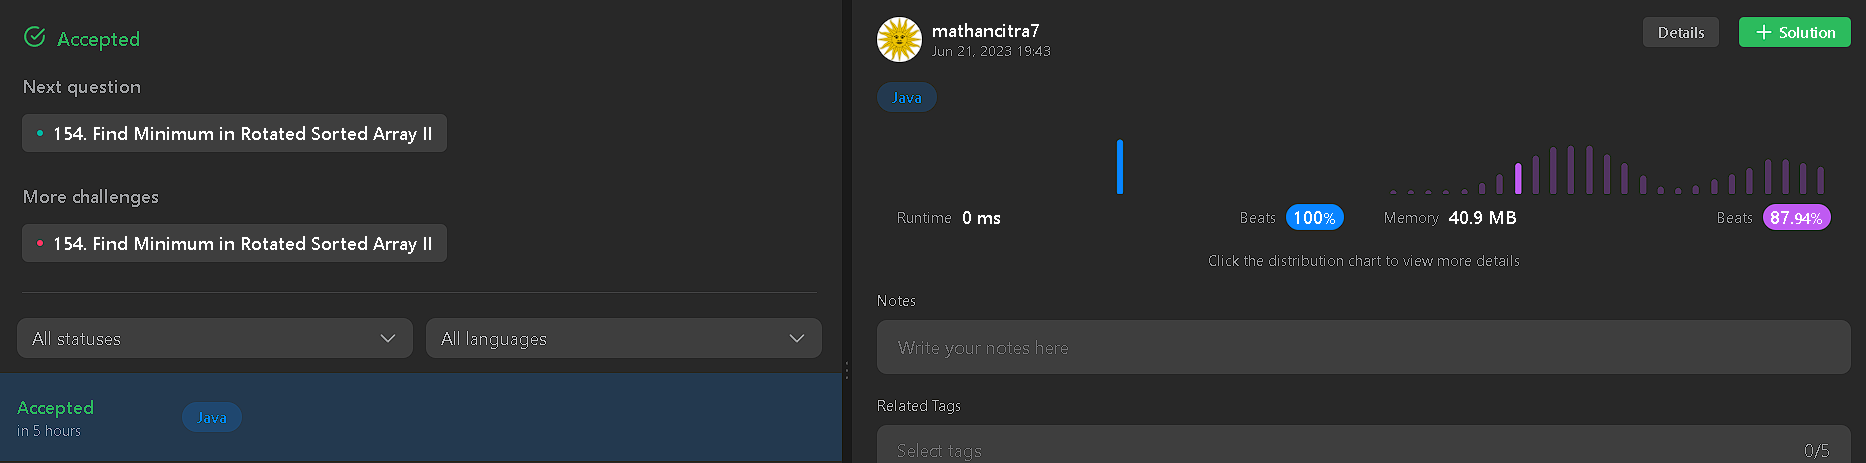 Accepted
Next question
154. Find Minimum in Rotated Sorted Array II
More challenges
154. Find Minimum in Rotated Sorted Array II
All statuses
All languages
Accepted
in 5 hours
Java
mathancitra7
Jun 21, 2023 19:43
Details
+ Solution
Java
Runtime 0 ms Beats 100%
Memory 40.9 MB Beats 87.94%
Click the distribution chart to view more details
Notes
Write your notes here
Related Tags
Select tags
0/5